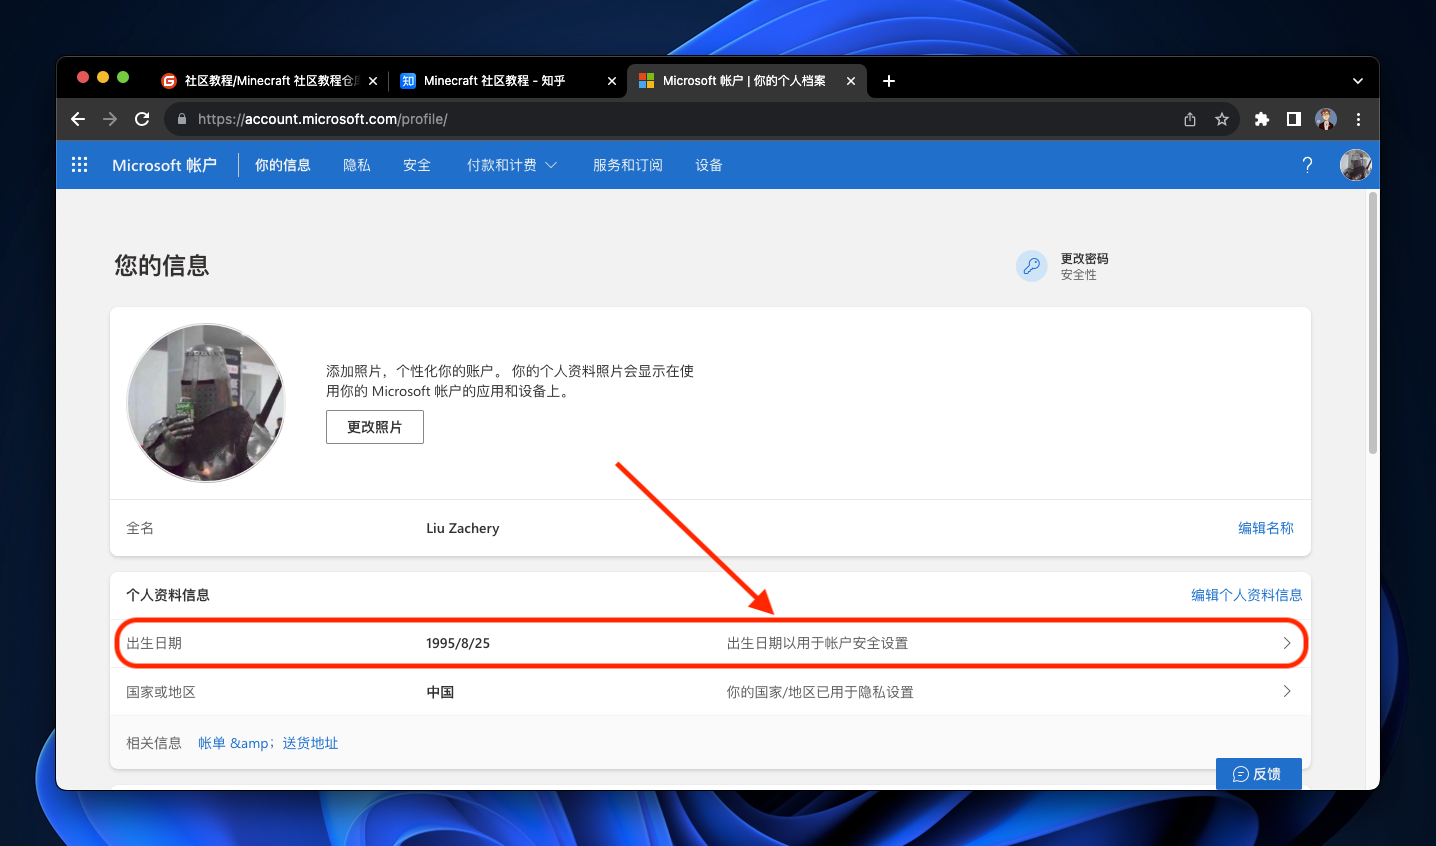 社区教程/Minecraft 社区教程仓
Minecraft 社区教程 - 知乎
Microsoft 帐户 | 你的个人档案
https://account.microsoft.com/profile/
Microsoft 帐户
你的信息
隐私
安全
付款和计费
服务和订阅
设备
?
您的信息
更改密码
安全性
添加照片，个性化你的账户。 你的个人资料照片会显示在使
用你的 Microsoft 帐户的应用和设备上。
更改照片
全名
Liu Zachery
编辑名称
个人资料信息
编辑个人资料信息
出生日期
1995/8/25
出生日期以用于帐户安全设置
国家或地区
中国
你的国家/地区已用于隐私设置
相关信息
帐单 &amp；送货地址
反馈